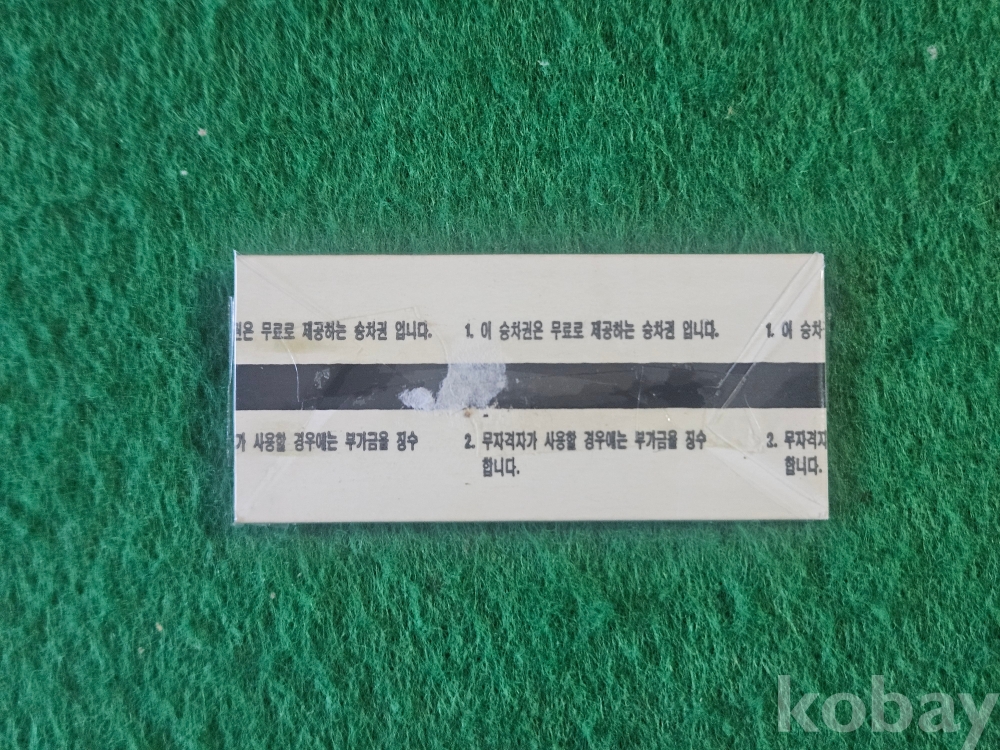 권은 무료로 제공하는 승차권 입니다. 1. 이 승차권은 무료로 제공하는 승차권 입니다. 1. 이 승차
가 사용할 경우에는 부가금을 징수 2. 무자격자가 사용할 경우에는 부가금을 징수 2. 무자격자
합니다. 합니다.
kobay